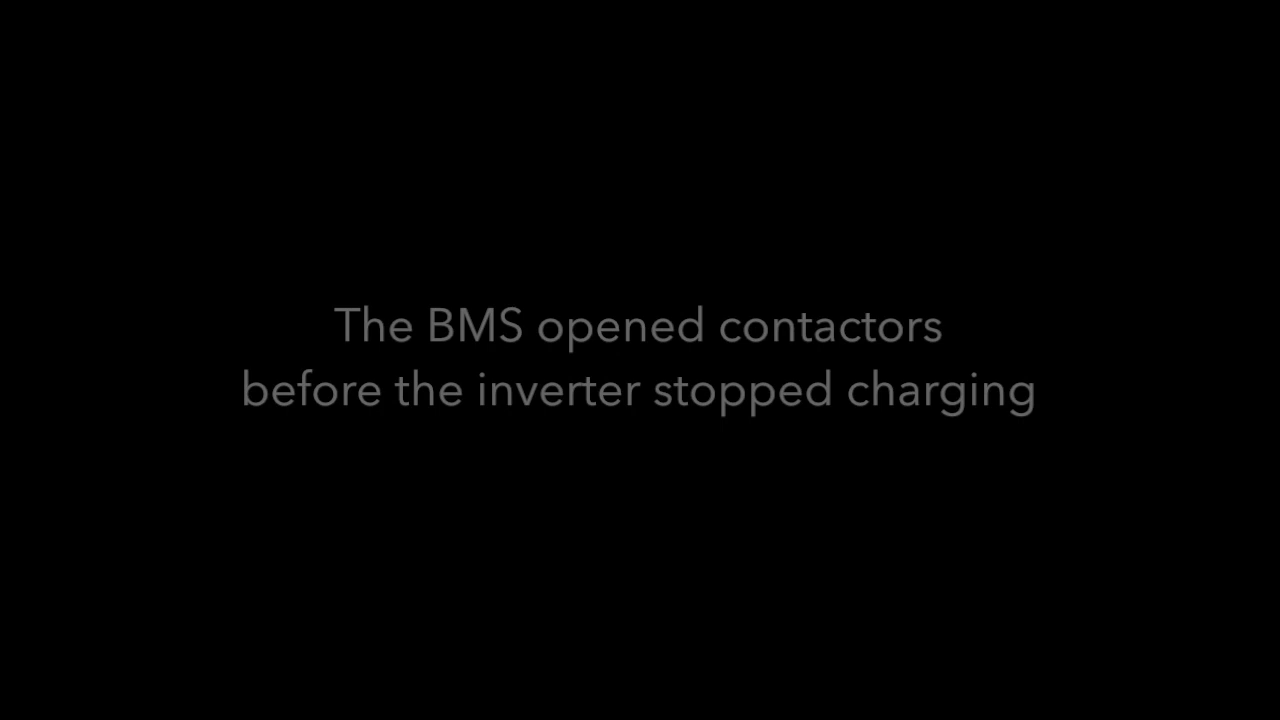 The BMS opened contactors
before the inverter stopped charging